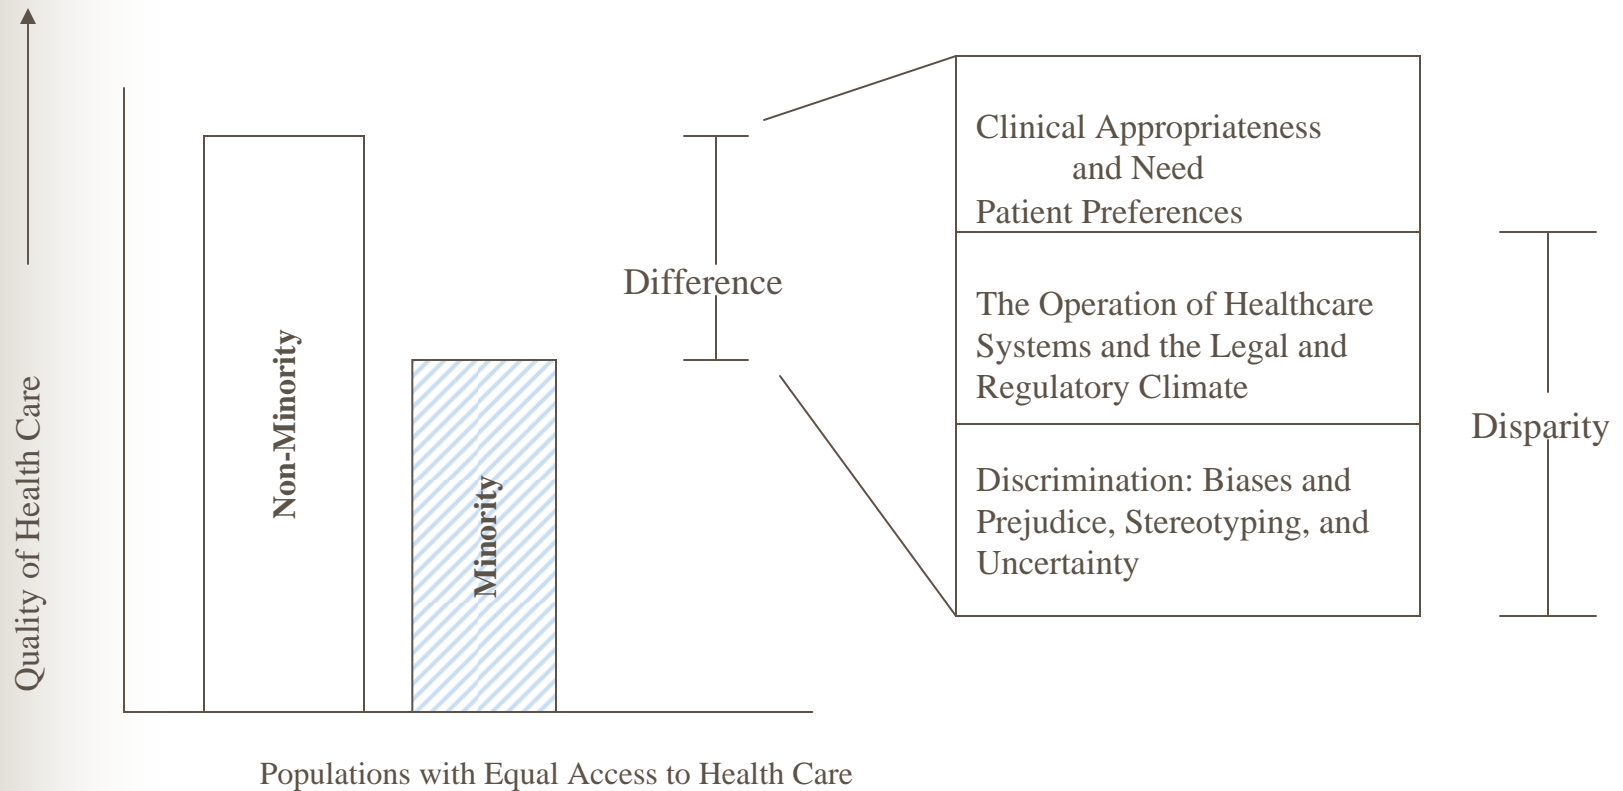 Quality of Health Care
Non-Minority
Minority
Populations with Equal Access to Health Care
Difference
Clinical Appropriateness
and Need
Patient Preferences
The Operation of Healthcare
Systems and the Legal and
Regulatory Climate
Discrimination: Biases and
Prejudice, Stereotyping, and
Uncertainty
Disparity